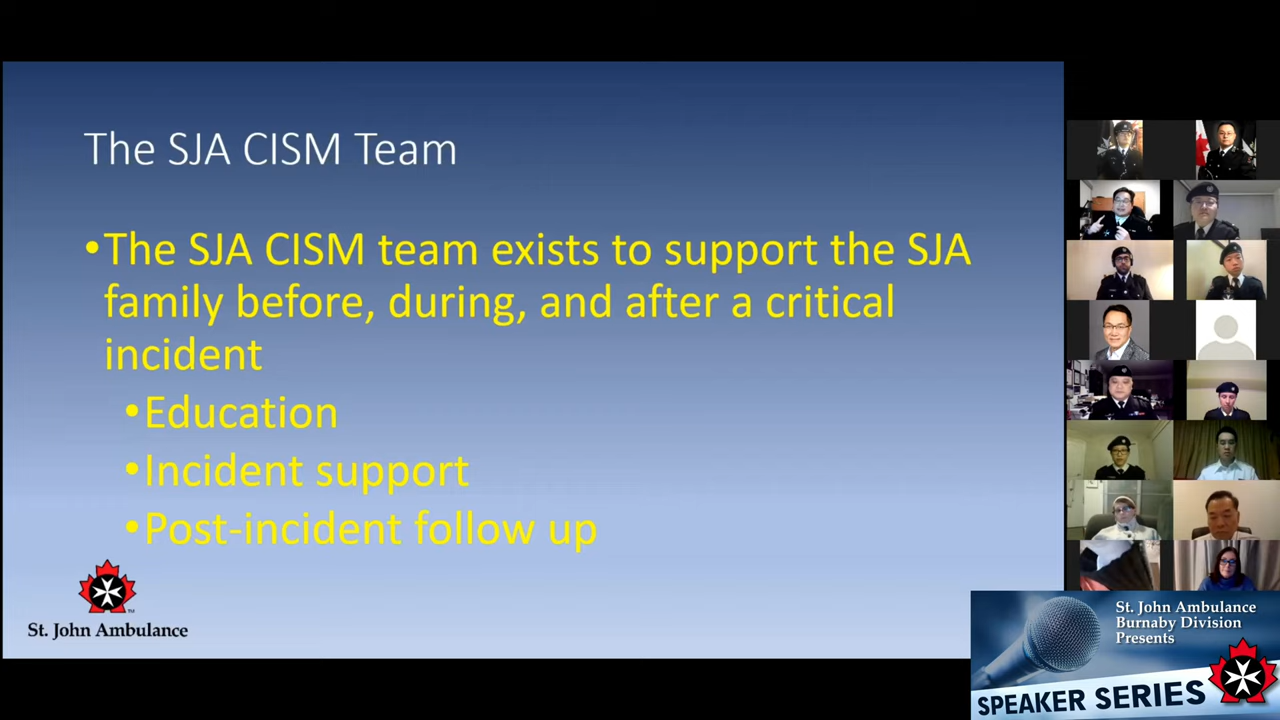 The SJA CISM Team
•The SJA CISM team exists to support the SJA
family before, during, and after a critical
incident
•Education
•Incident support
•Post-incident follow up
St. John Ambulance
St. John Ambulance
Burnaby Division
Presents
SPEAKER SERIES